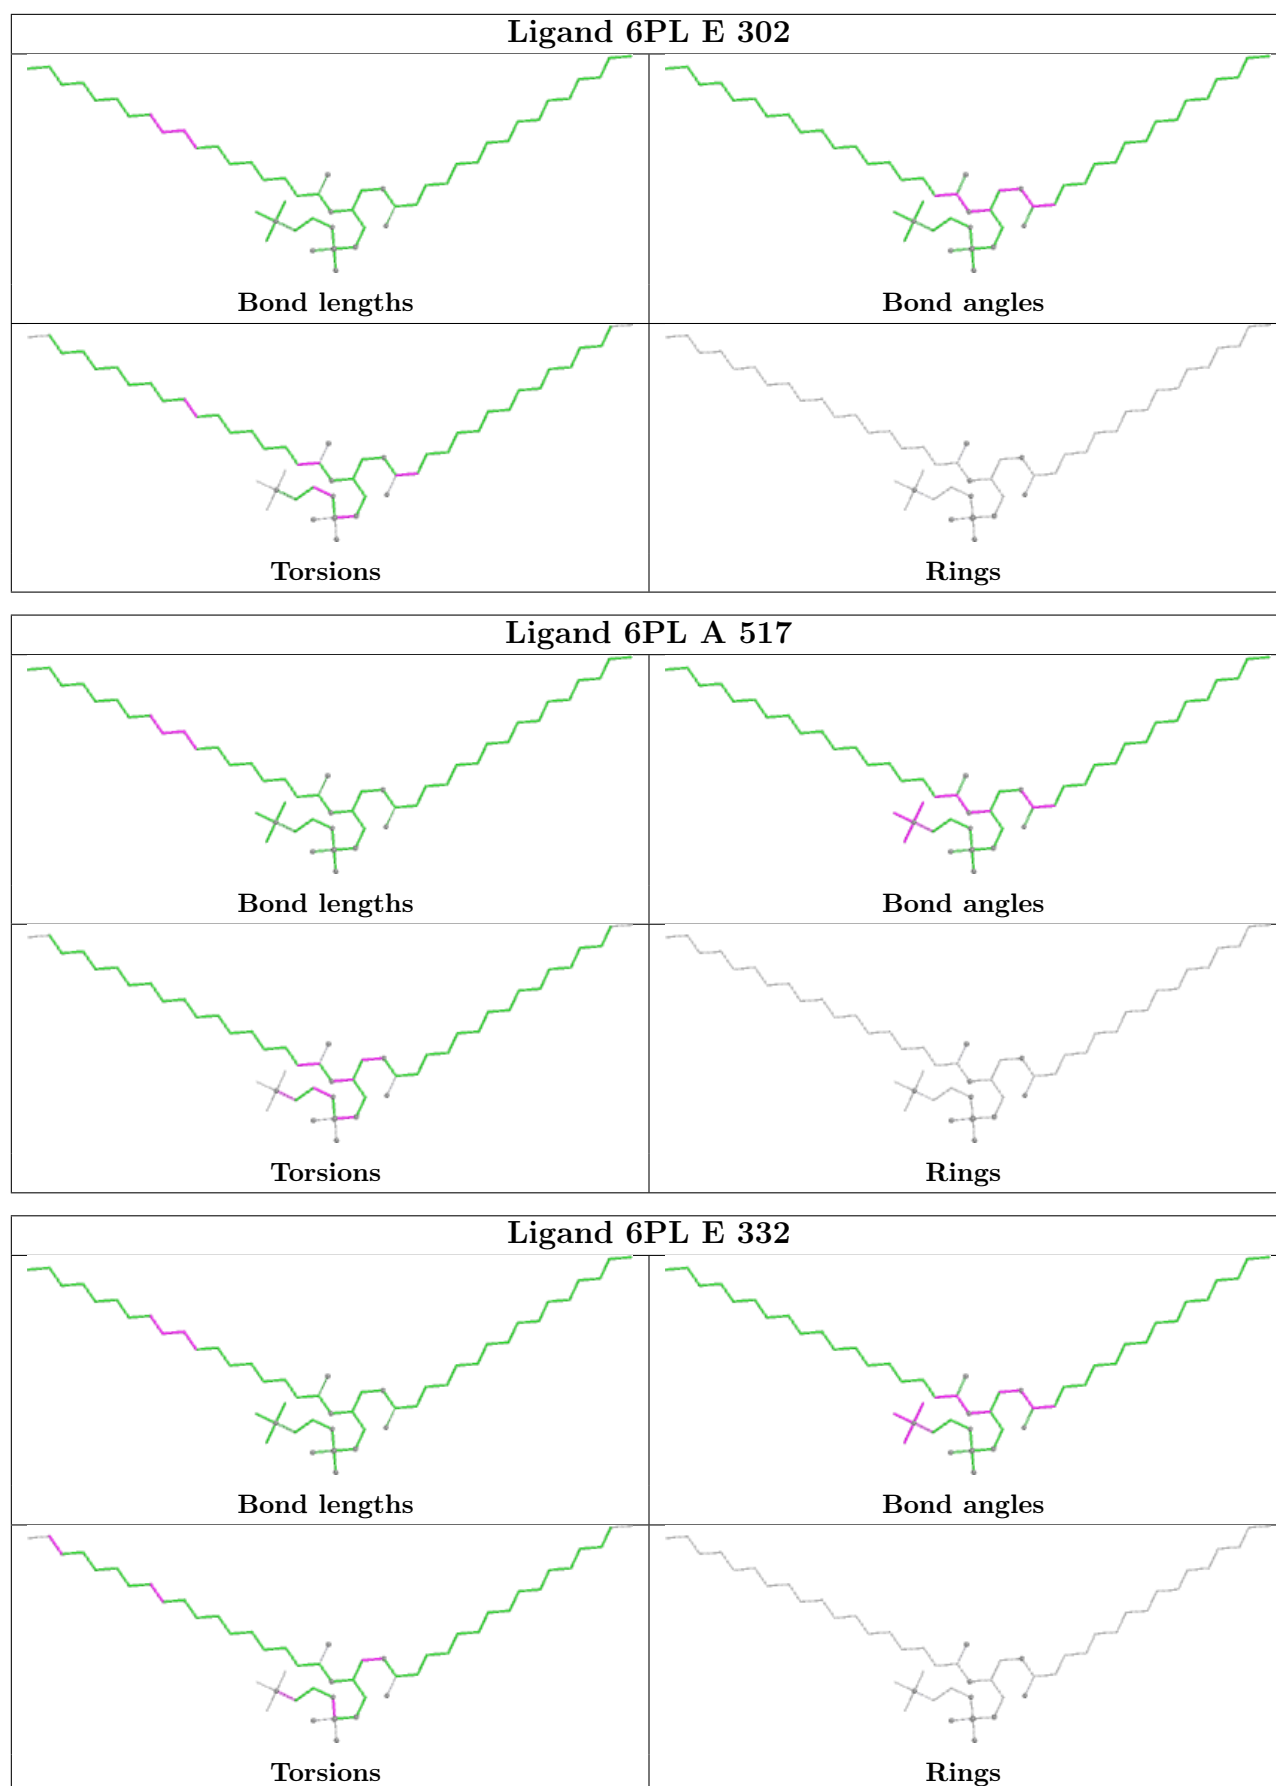 Ligand 6PL E 302
Bond lengths
Bond angles
Torsions
Rings
Ligand 6PL A 517
Bond lengths
Bond angles
Torsions
Rings
Ligand 6PL E 332
Bond lengths
Bond angles
Torsions
Rings